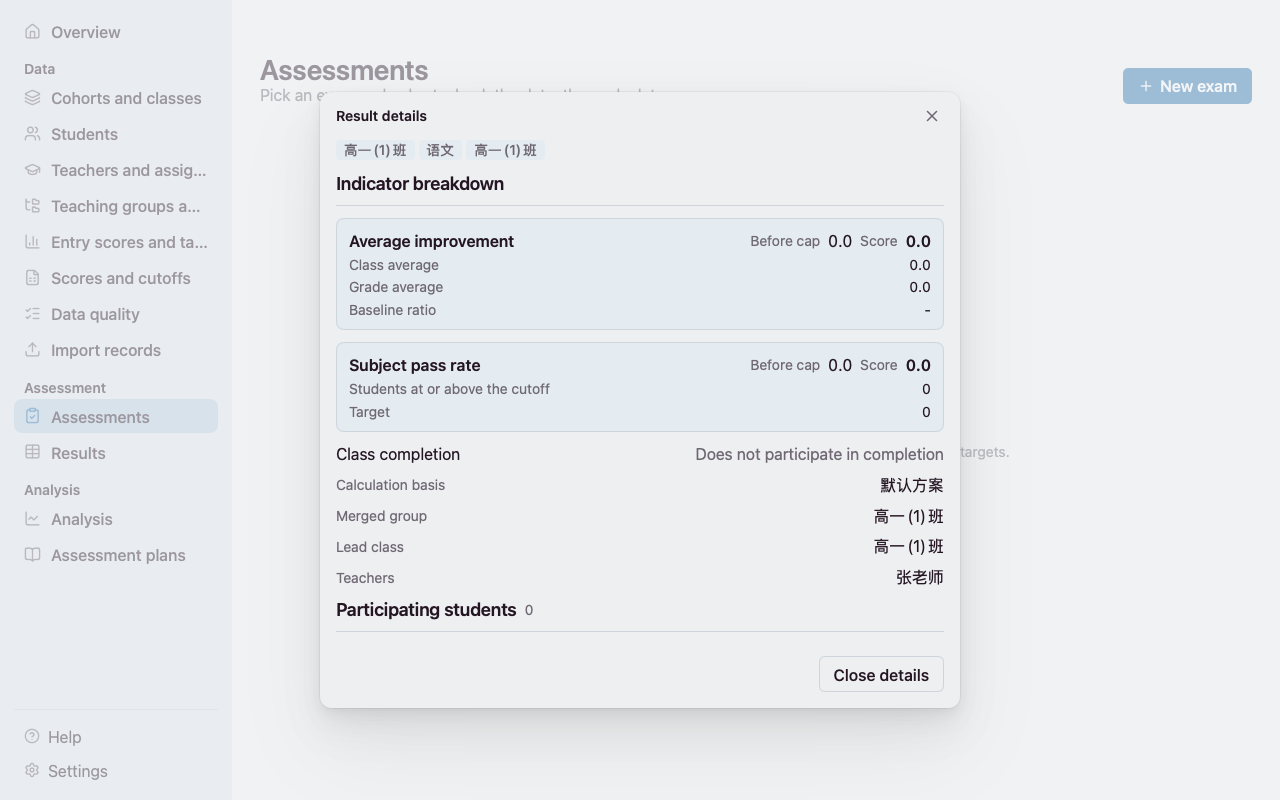 Overview
Data
Cohorts and classes
Students
Teachers and assig...
Teaching groups a...
Entry scores and ta...
Scores and cutoffs
Data quality
Import records
Assessment
Assessments
Results
Analysis
Analysis
Assessment plans
Help
Settings
Assessments
Pick an
New exam
targets.
Result details
高一 (1) 班 语文 高一 (1) 班
Indicator breakdown
Average improvement Before cap 0.0 Score 0.0
Class average 0.0
Grade average 0.0
Baseline ratio -
Subject pass rate Before cap 0.0 Score 0.0
Students at or above the cutoff 0
Target 0
Class completion Does not participate in completion
Calculation basis 默认方案
Merged group 高一 (1) 班
Lead class 高一 (1) 班
Teachers 张老师
Participating students 0
Close details